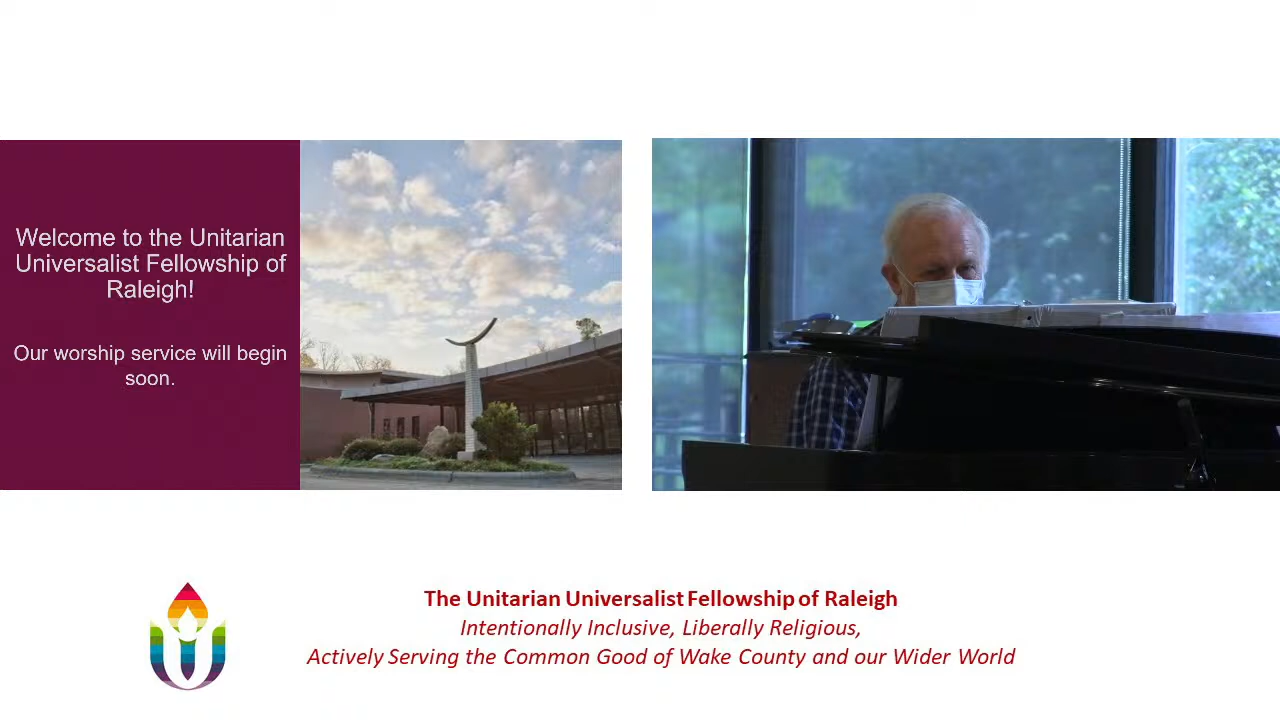 Welcome to the Unitarian
Universalist Fellowship of
Raleigh!
Our worship service will begin
soon.
The Unitarian Universalist Fellowship of Raleigh
Intentionally Inclusive, Liberally Religious,
Actively Serving the Common Good of Wake County and our Wider World